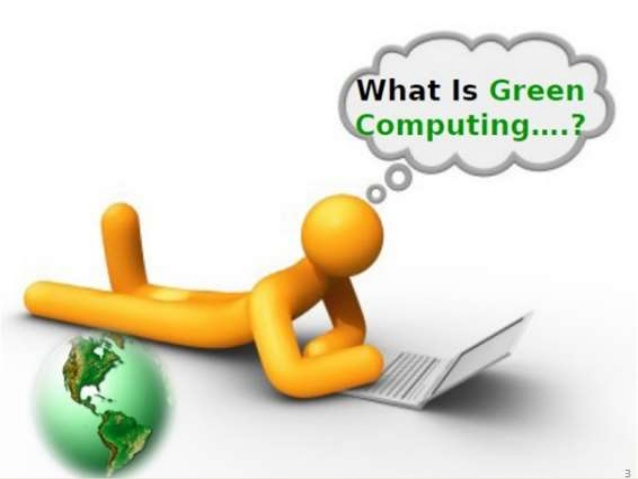 What Is Green
Computing....?
3